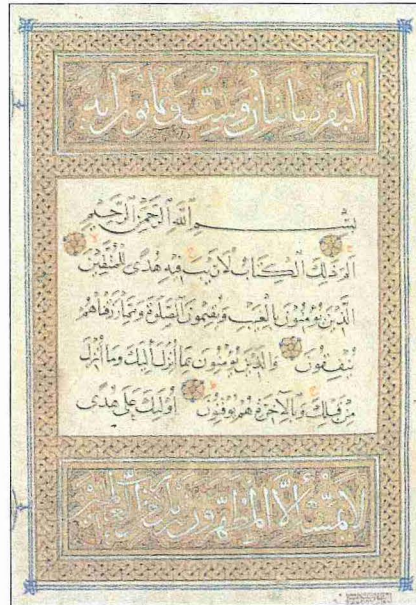 البقرة مائتان وست وثمانون آية
بسم الله الرحمن الرحيم
الم ذلك الكتاب لا ريب فيه هدى للمتقين
الذين يؤمنون بالغيب ويقيمون الصلوة ومما رزقناهم
ينفقون والذين يؤمنون بما أنزل إليك وما أنزل
من قبلك وبالآخرة هم يوقنون أولئك على هدى
لا يمسه إلا المطهرون تنزيل من رب العالمين